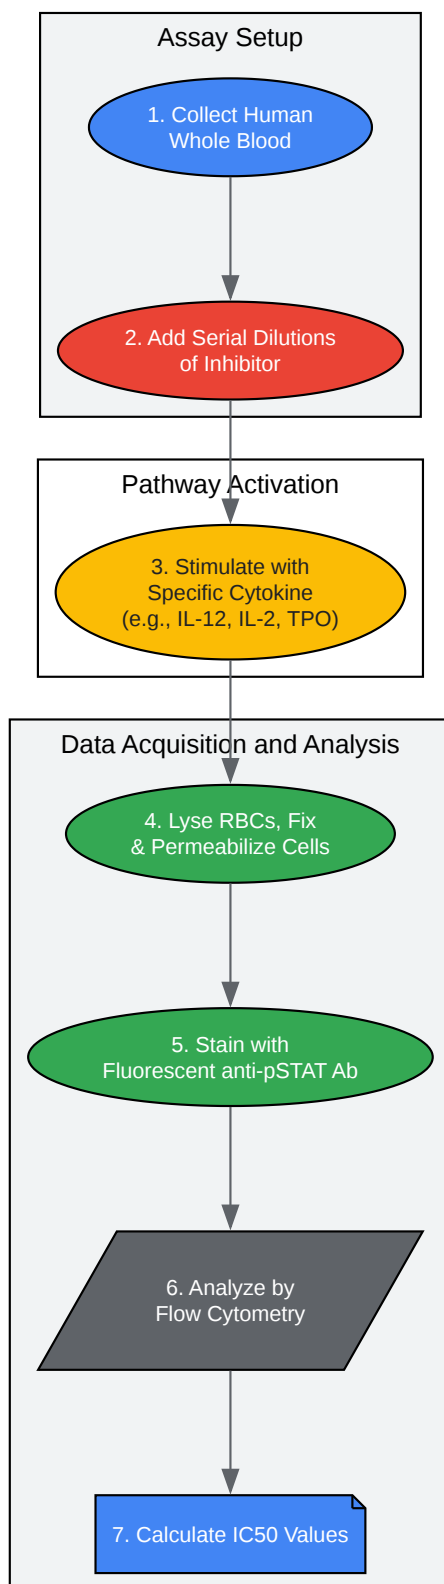 Assay Setup
1. Collect Human
Whole Blood
2. Add Serial Dilutions
of Inhibitor
Pathway Activation
3. Stimulate with
Specific Cytokine
(e.g., IL-12, IL-2, TPO)
Data Acquisition and Analysis
4. Lyse RBCs, Fix
& Permeabilize Cells
5. Stain with
Fluorescent anti-pSTAT Ab
6. Analyze by
Flow Cytometry
7. Calculate IC50 Values